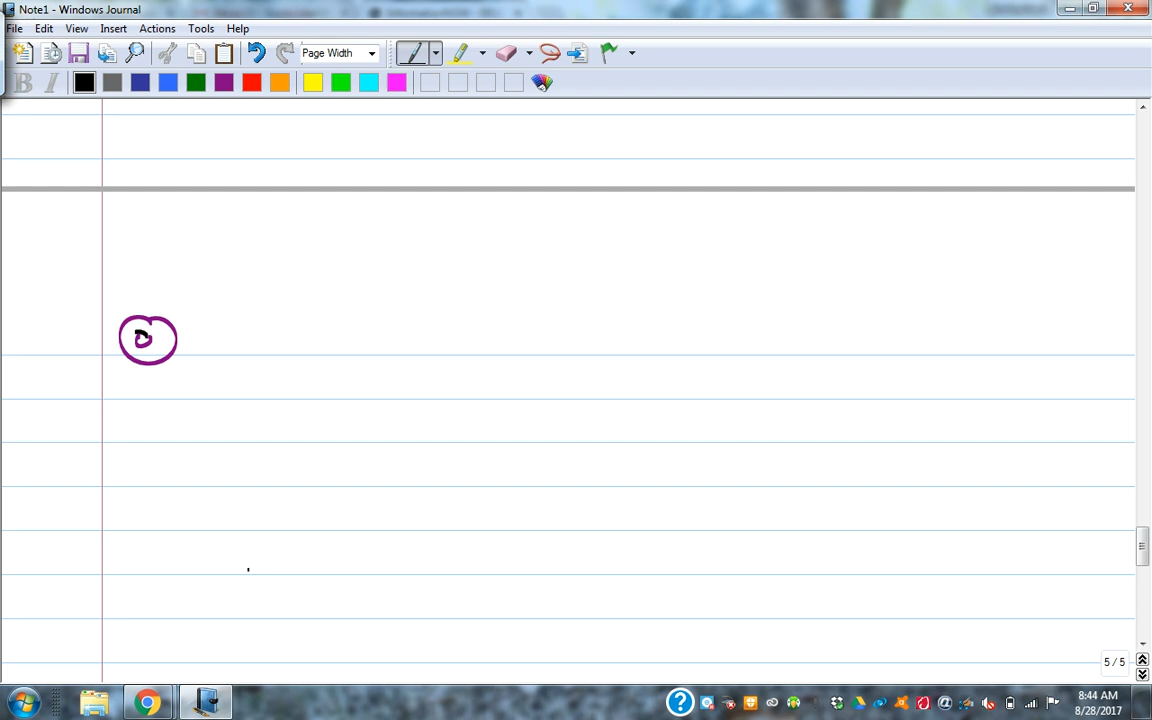 Note1 - Windows Journal
File Edit View Insert Actions Tools Help
Page Width
B I
5 / 5
8:44 AM
8/28/2017